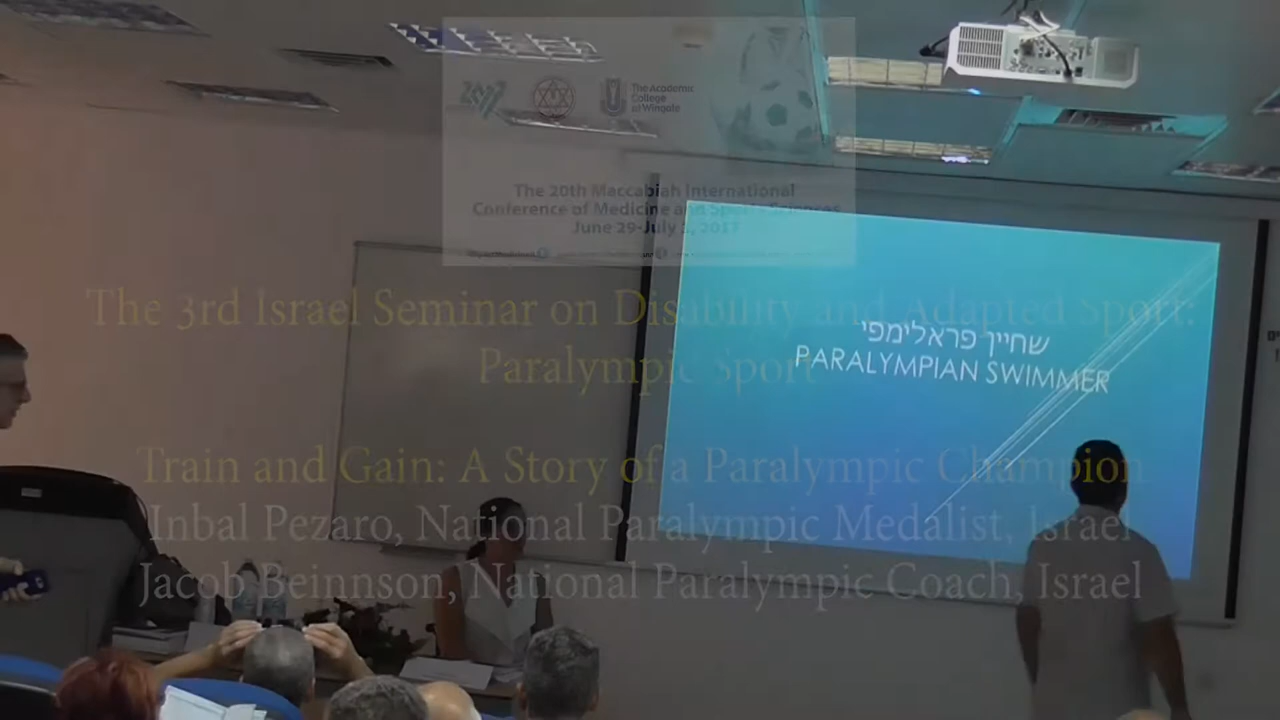 The Academic
College
at Wingate
The 20th Maccabiah International
Conference of Medicine and Sports Sciences
June 29-July 2, 2017
The 3rd Israel Seminar on Disability and Adapted Sport:
Paralympic Sport
שחיין פראלימפי
PARALYMPIAN SWIMMER
Train and Gain: A Story of a Paralympic Champion
Inbal Pezaro, National Paralympic Medalist, Israel
Jacob Beinnson, National Paralympic Coach, Israel